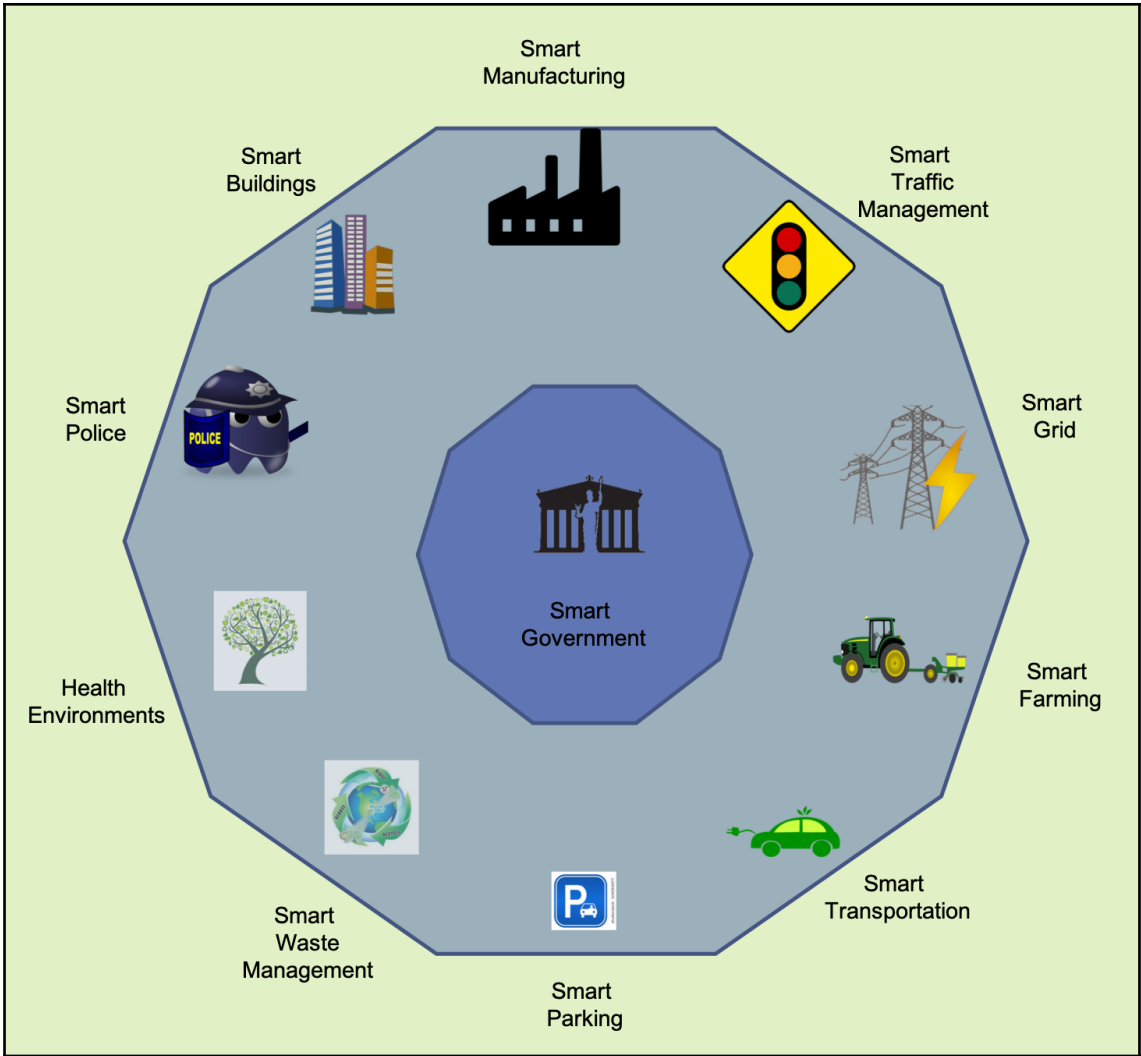 Smart
Manufacturing
Smart
Buildings
Smart
Traffic
Management
Smart
Police
POLICE
Smart
Grid
Smart
Government
Smart
Farming
Health
Environments
Smart
Transportation
Smart
Waste
Management
P
Smart
Parking